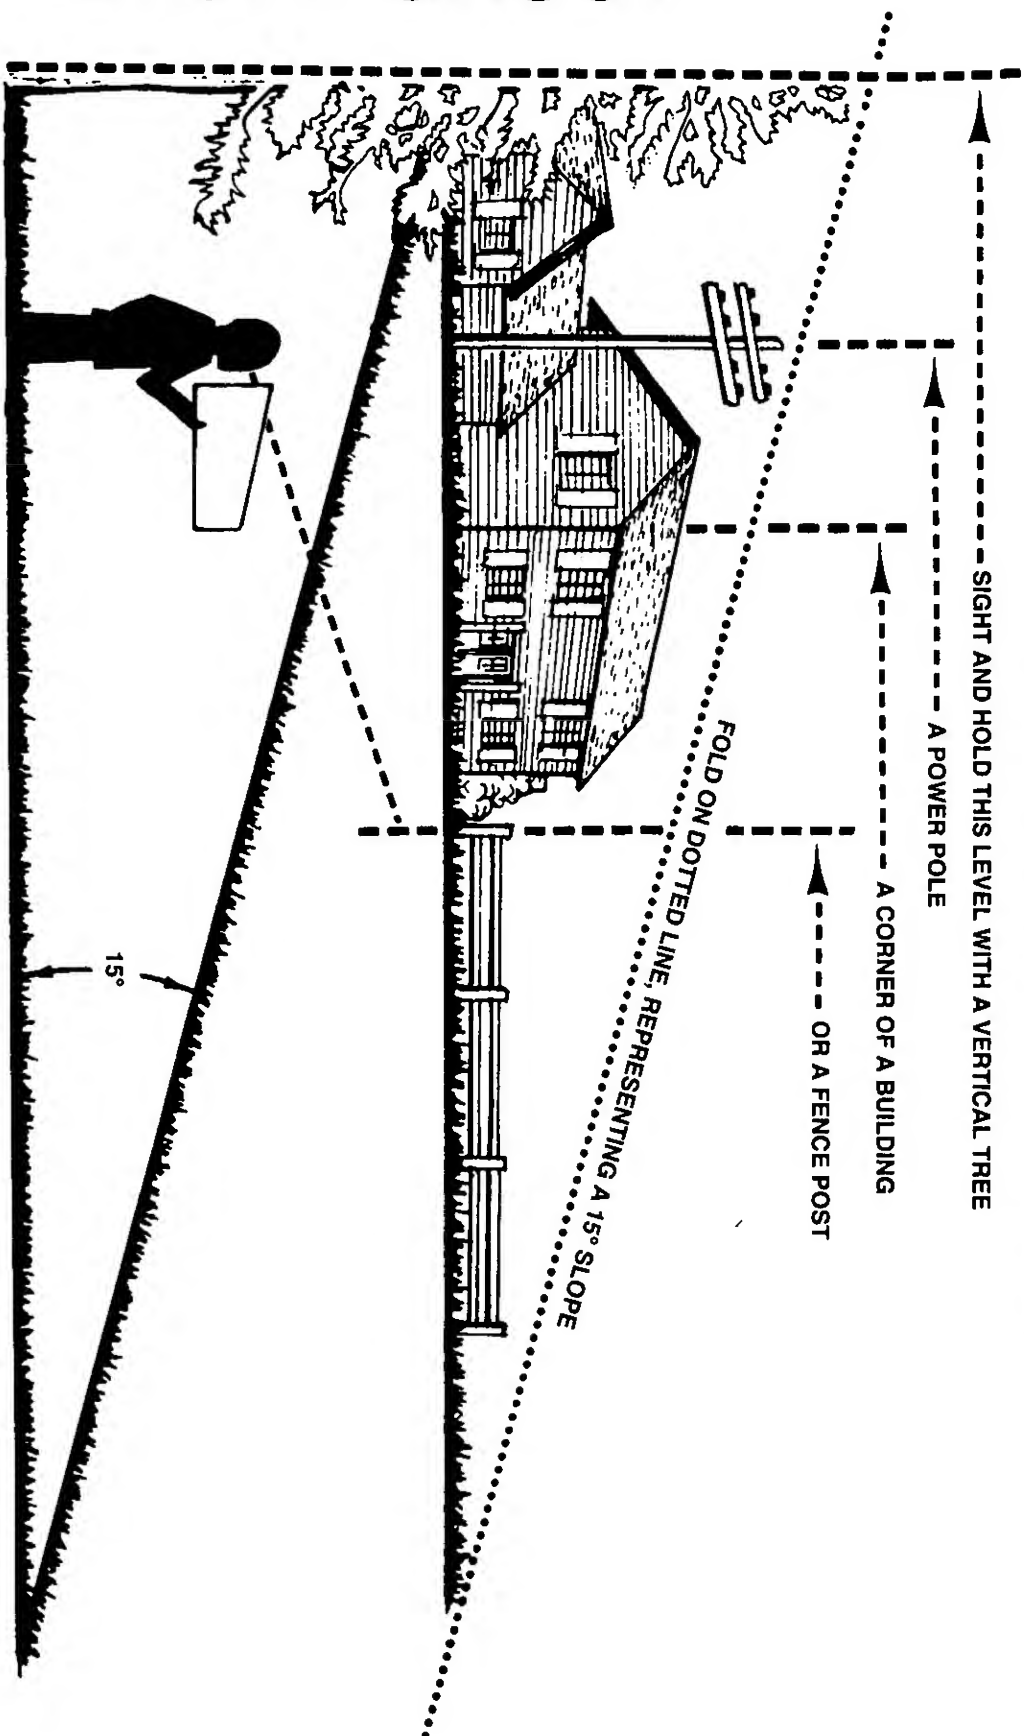 SIGHT AND HOLD THIS LEVEL WITH A VERTICAL TREE
A POWER POLE
A CORNER OF A BUILDING
OR A FENCE POST
FOLD ON DOTTED LINE, REPRESENTING A 15° SLOPE
15°